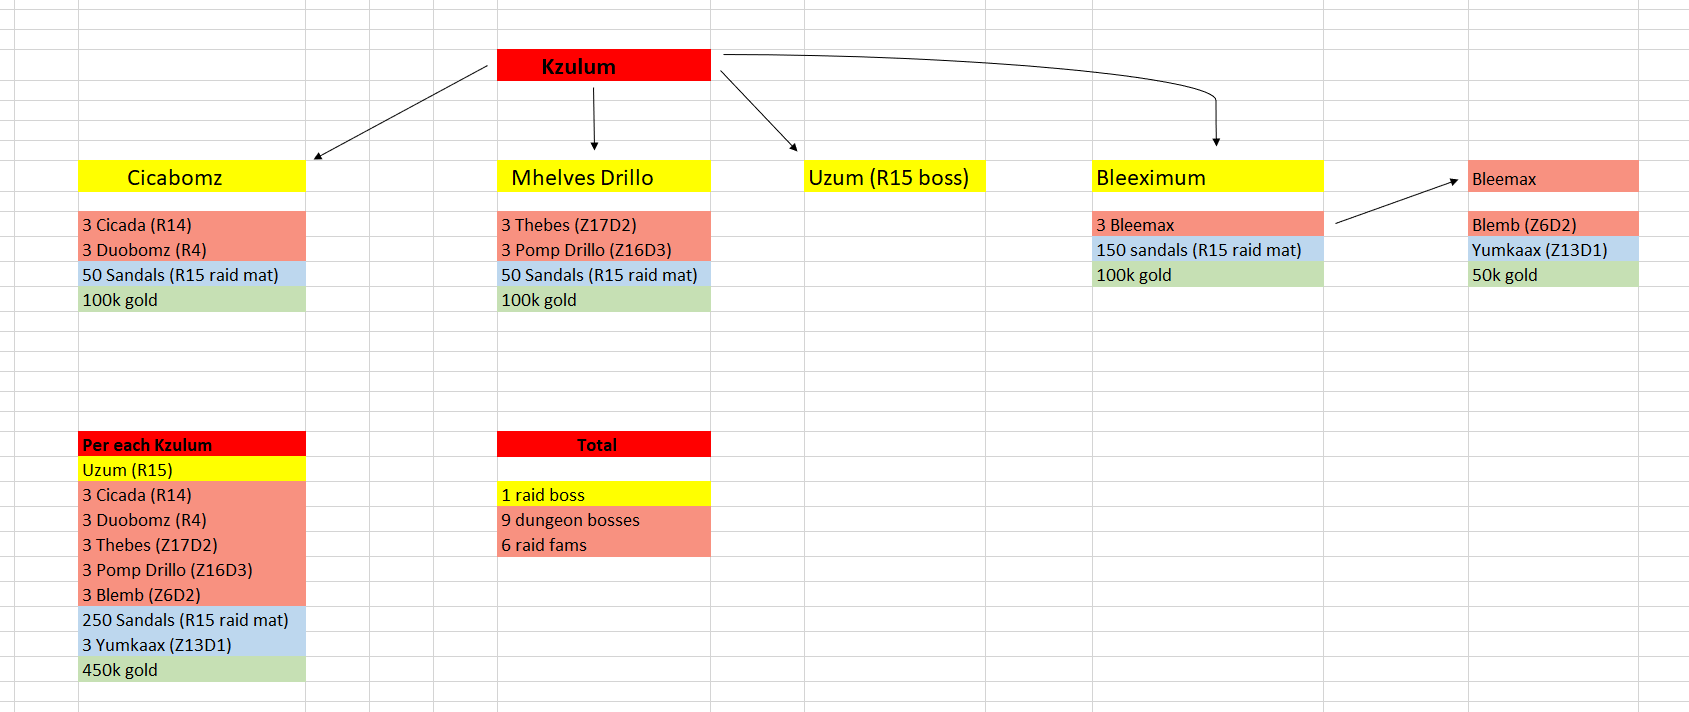 Kzulum
Cicabomz
Mhelves Drillo
Uzum (R15 boss)
Bleeximum
Bleemax
3 Cicada (R14)
3 Duobomz (R4)
50 Sandals (R15 raid mat)
100k gold
3 Thebes (Z17D2)
3 Pomp Drillo (Z16D3)
50 Sandals (R15 raid mat)
100k gold
3 Bleemax
150 sandals (R15 raid mat)
100k gold
Blemb (Z6D2)
Yumkaax (Z13D1)
50k gold
Per each Kzulum
Uzum (R15)
3 Cicada (R14)
3 Duobomz (R4)
3 Thebes (Z17D2)
3 Pomp Drillo (Z16D3)
3 Blemb (Z6D2)
250 Sandals (R15 raid mat)
3 Yumkaax (Z13D1)
450k gold
Total
1 raid boss
9 dungeon bosses
6 raid fams